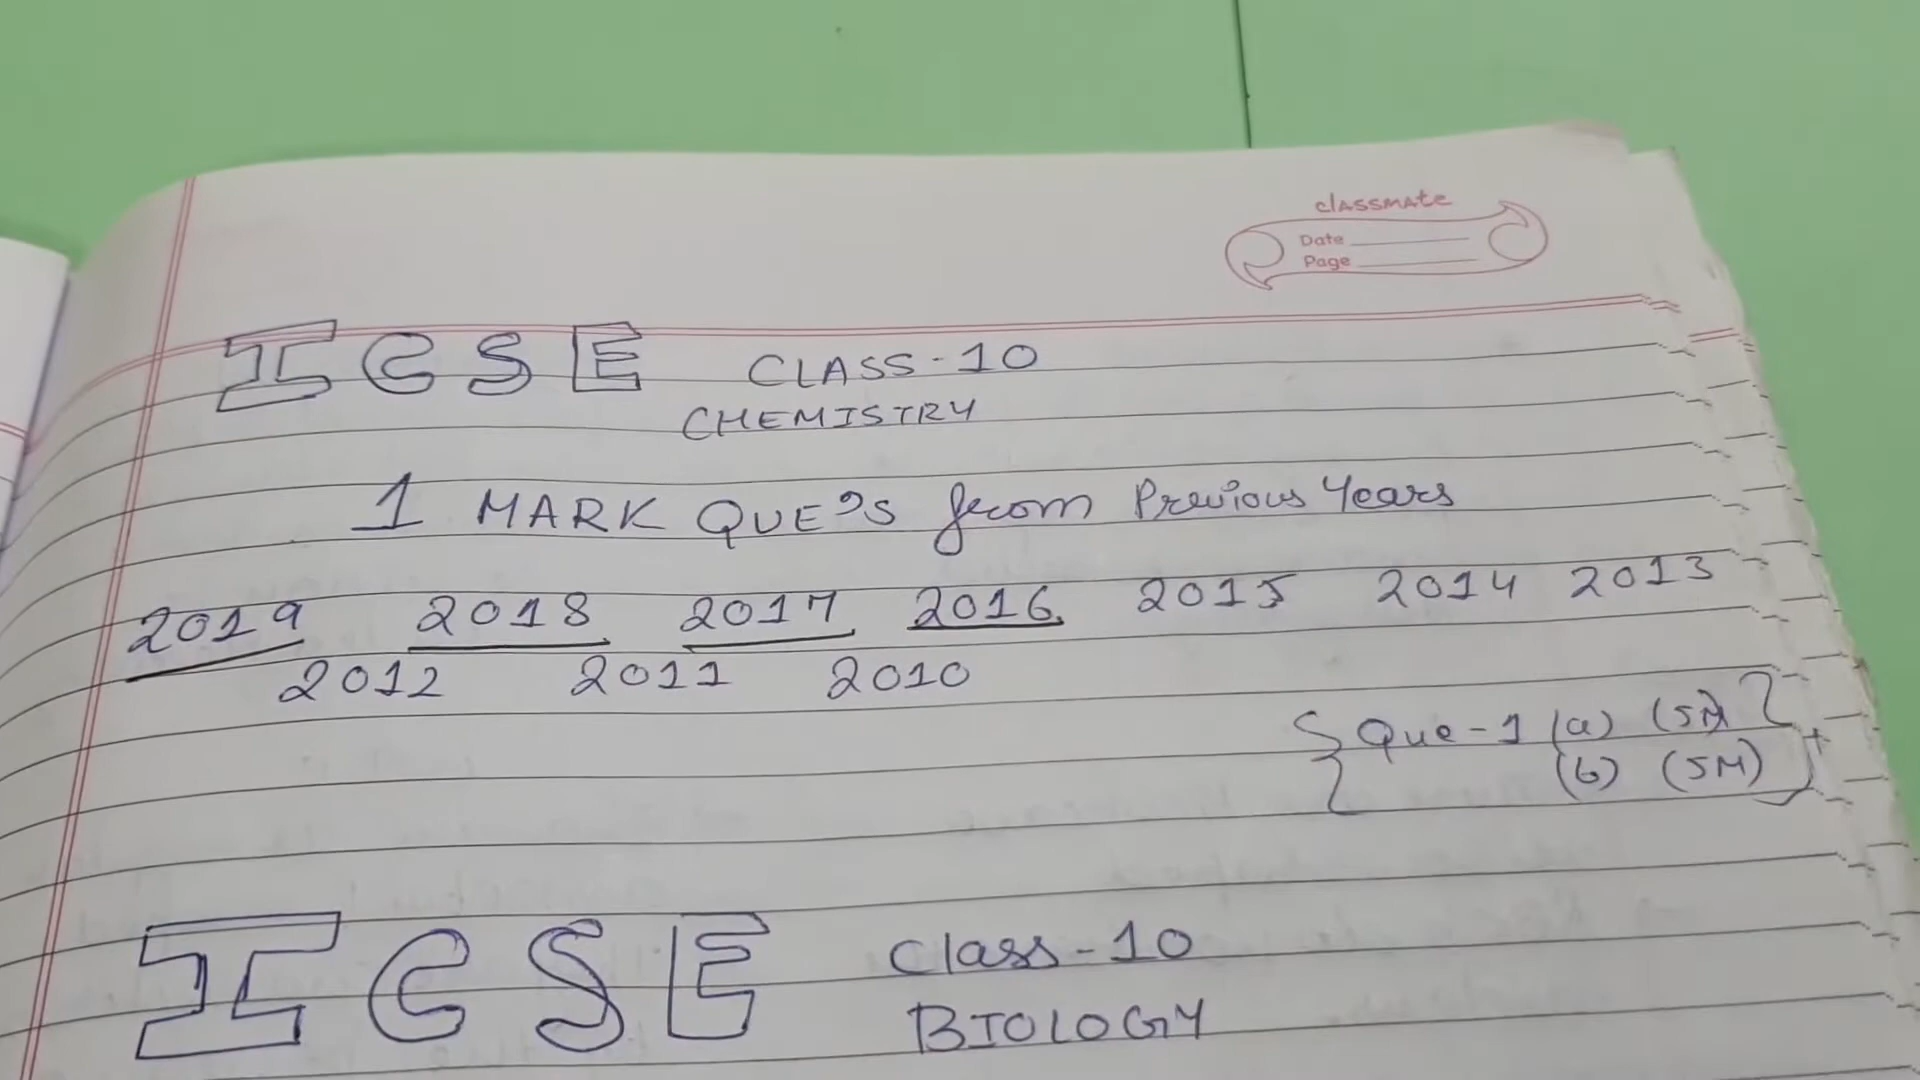 classmate
Date
Page
ICSE CLASS-10
CHEMISTRY
1 MARK QUE's from Previous Years
2019 2018 2017 2016 2015 2014 2013
2012 2011 2010
{ Que-1 (a) (5M) }
(b) (5M)
ICSE Class-10
BIOLOGY